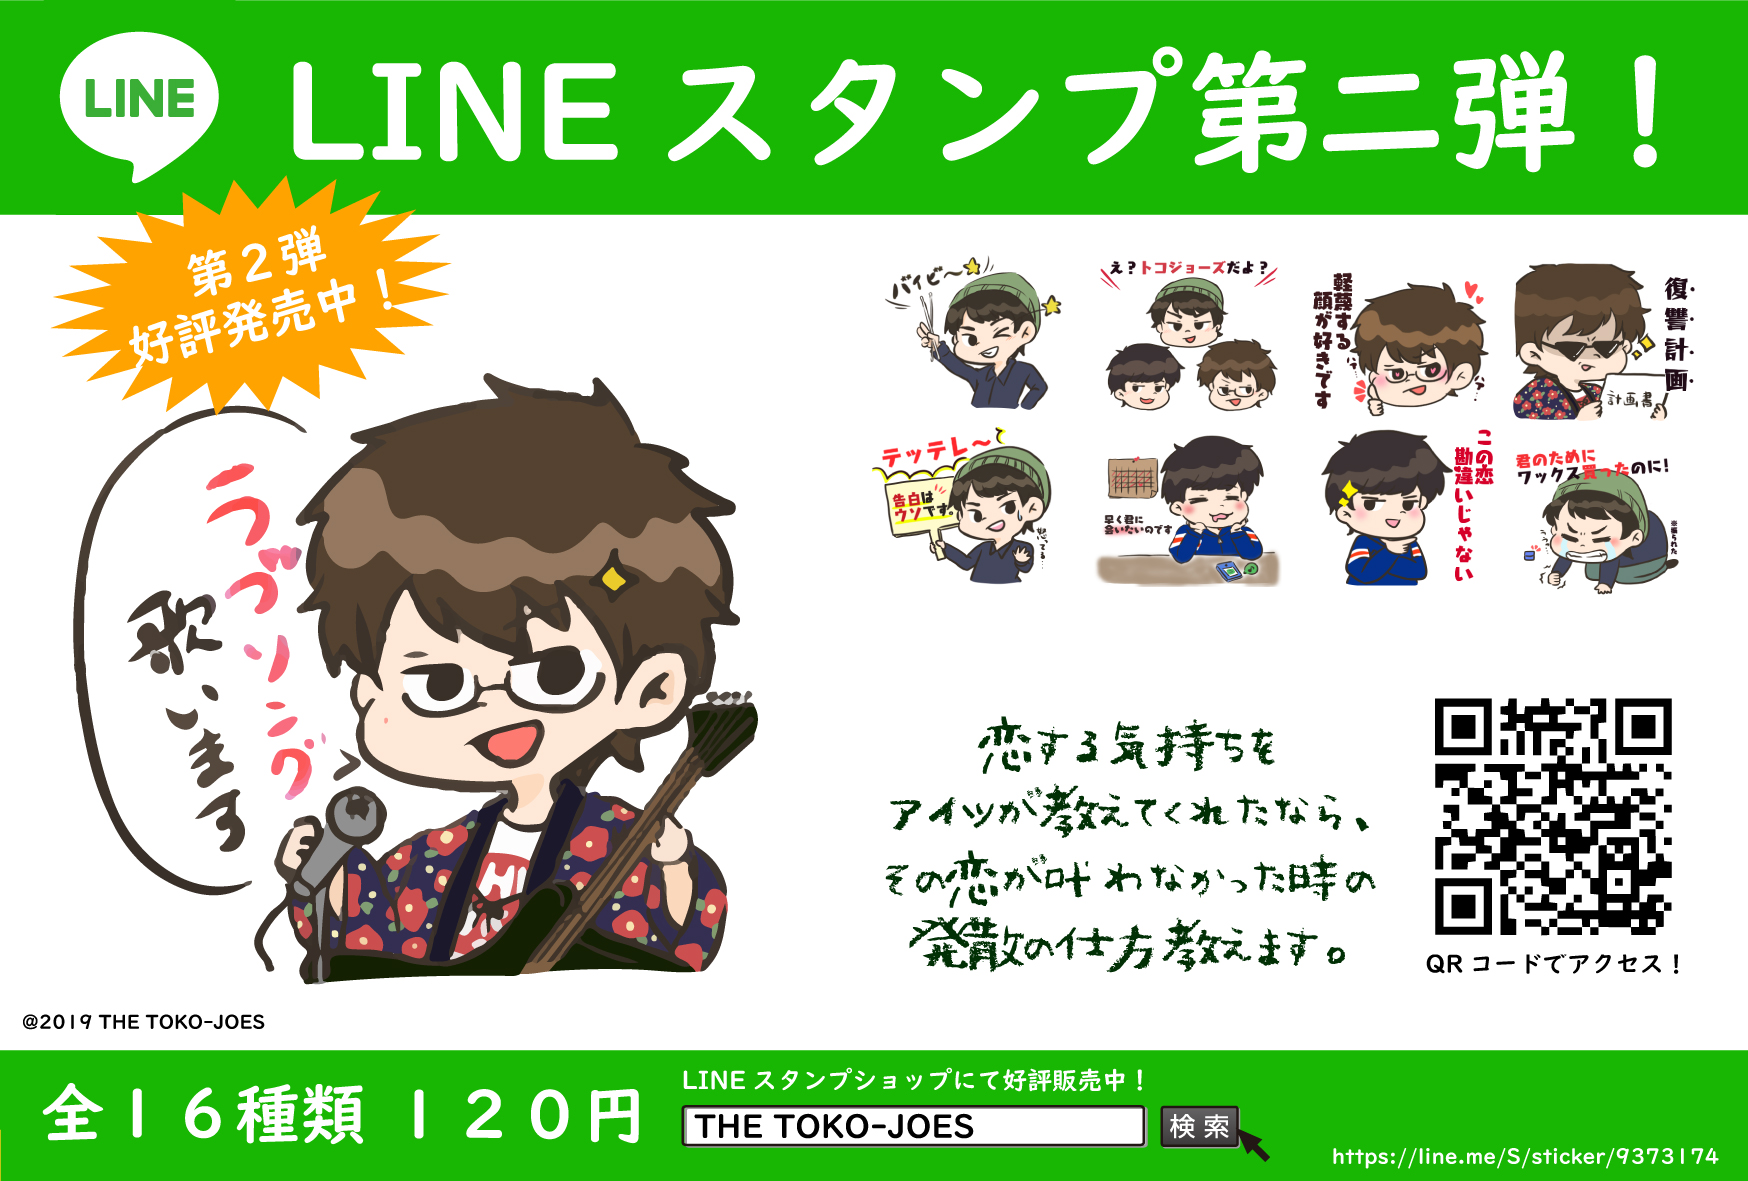 LINE
LINE スタンプ第二弾！
第２弾
好評発売中！
ラブソング
歌います
バイビ〜
え？トコジョーズだよ？
軽蔑する
顔が好きです
復讐計画
計画書
テッテレ〜
告白は
ウソです。
早く君に
会いたいのです
この恋
勘違いじゃない
君のために
ワックス買ったのに！
※振られた
恋する気持ちを
アイツが教えてくれたなら、
その恋が叶わなかった時の
発散の仕方教えます。
QR コードでアクセス！
@2019 THE TOKO-JOES
全１６種類 １２０円
LINE スタンプショップにて好評販売中！
THE TOKO-JOES
検索
https://line.me/S/sticker/9373174